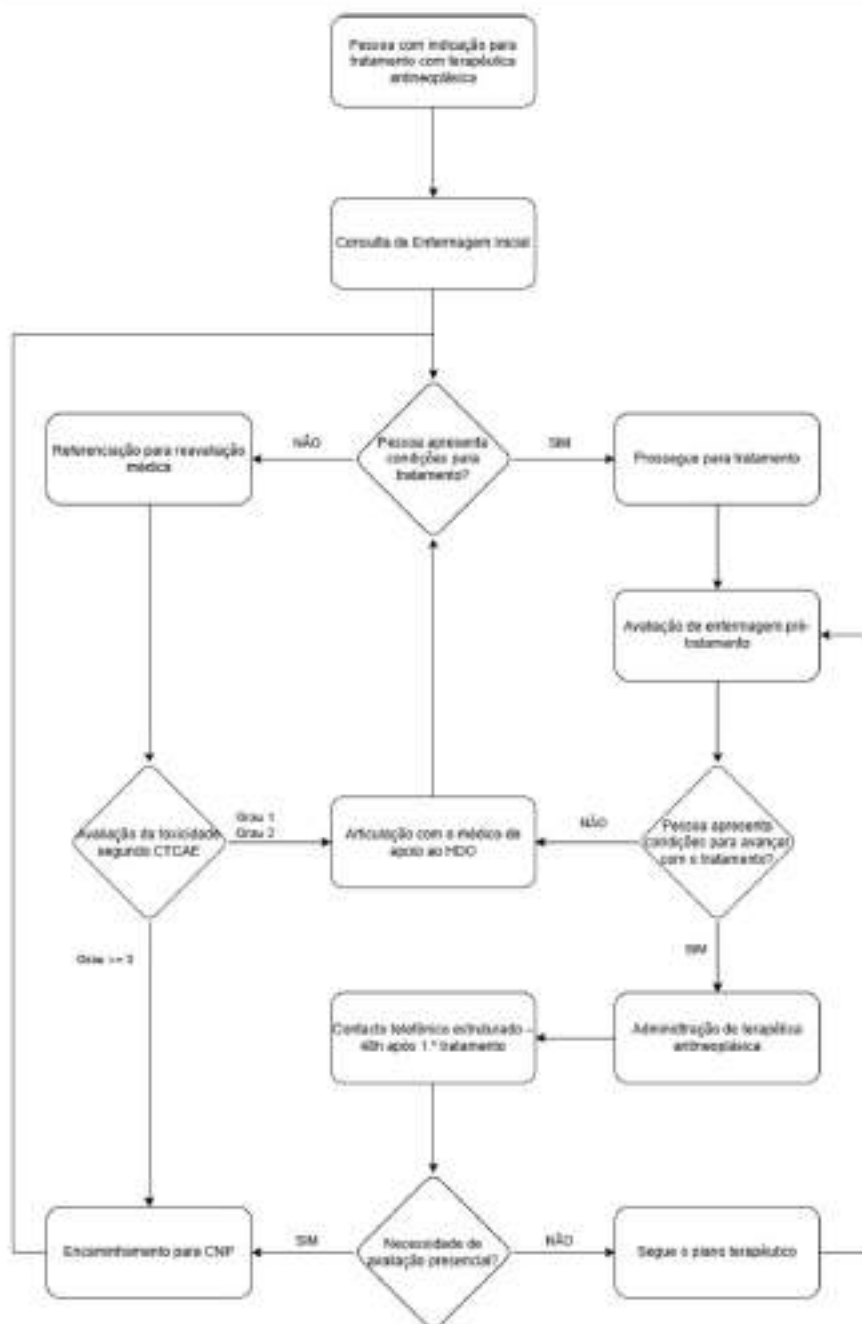 Pessoa com indicação para
tratamento com terapêutica
antineoplásica
Consulta de Enfermagem Inicial
Referenciação para reavaliação
médica
NÃO
Pessoa apresenta
condições para
tratamento?
SIM
Prossegue para tratamento
Avaliação de enfermagem pré-
tratamento
Avaliação da toxicidade
segundo CTCAE
Grau 1
Grau 2
Articulação com o médico de
apoio ao HDO
NÃO
Pessoa apresenta
condições para avançar
com o tratamento?
Grau >= 3
SIM
Contacto telefónico estruturado –
48h após 1.º tratamento
Administração de terapêtica
antineoplásica
Encaminhamento para CNP
SIM
Necessidade de
avaliação presencial?
NÃO
Segue o plano terapêutico